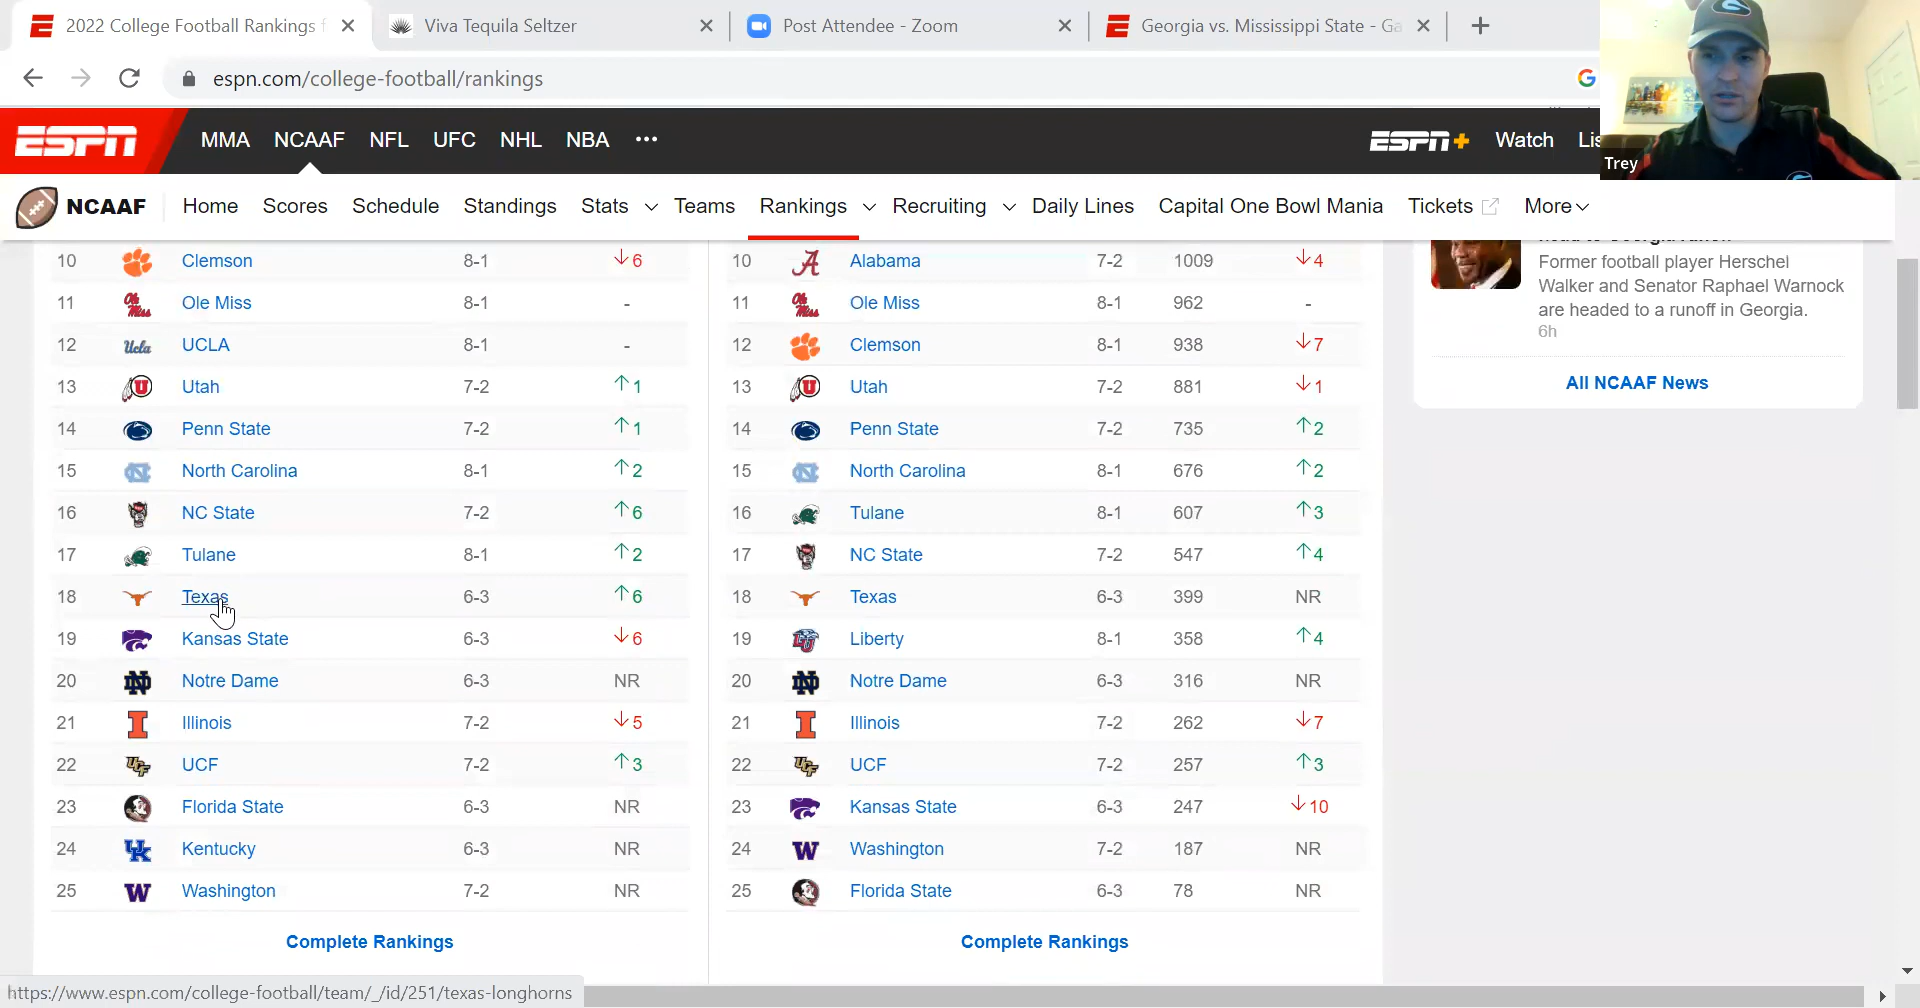 2022 College Football Rankings f
Viva Tequila Seltzer
Post Attendee - Zoom
Georgia vs. Mississippi State - Ga
espn.com/college-football/rankings
ESPN
MMA NCAAF NFL UFC NHL NBA ...
ESPN+ Watch Lis
Trey
NCAAF Home Scores Schedule Standings Stats Teams Rankings Recruiting Daily Lines Capital One Bowl Mania Tickets More
10 Clemson 8-1 ↓6
11 Ole Miss 8-1 -
12 UCLA 8-1 -
13 Utah 7-2 ↑1
14 Penn State 7-2 ↑1
15 North Carolina 8-1 ↑2
16 NC State 7-2 ↑6
17 Tulane 8-1 ↑2
18 Texas 6-3 ↑6
19 Kansas State 6-3 ↓6
20 Notre Dame 6-3 NR
21 Illinois 7-2 ↓5
22 UCF 7-2 ↑3
23 Florida State 6-3 NR
24 Kentucky 6-3 NR
25 Washington 7-2 NR
Complete Rankings
10 Alabama 7-2 1009 ↓4
11 Ole Miss 8-1 962 -
12 Clemson 8-1 938 ↓7
13 Utah 7-2 881 ↓1
14 Penn State 7-2 735 ↑2
15 North Carolina 8-1 676 ↑2
16 Tulane 8-1 607 ↑3
17 NC State 7-2 547 ↑4
18 Texas 6-3 399 NR
19 Liberty 8-1 358 ↑4
20 Notre Dame 6-3 316 NR
21 Illinois 7-2 262 ↓7
22 UCF 7-2 257 ↑3
23 Kansas State 6-3 247 ↓10
24 Washington 7-2 187 NR
25 Florida State 6-3 78 NR
Complete Rankings
Former football player Herschel
Walker and Senator Raphael Warnock
are headed to a runoff in Georgia.
6h
All NCAAF News
https://www.espn.com/college-football/team/_/id/251/texas-longhorns